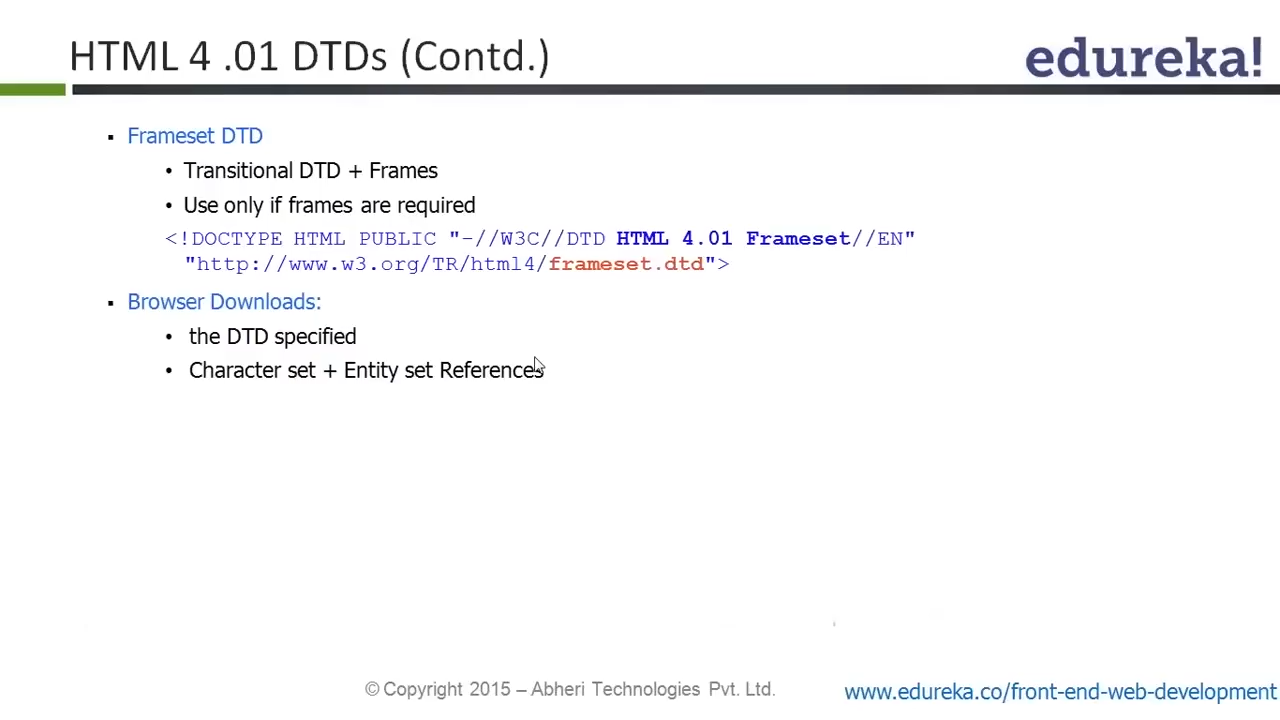 HTML 4 .01 DTDs (Contd.)
edureka!
▪ Frameset DTD
• Transitional DTD + Frames
• Use only if frames are required
<!DOCTYPE HTML PUBLIC "-//W3C//DTD HTML 4.01 Frameset//EN"
"http://www.w3.org/TR/html4/frameset.dtd">
▪ Browser Downloads:
• the DTD specified
• Character set + Entity set References
© Copyright 2015 – Abheri Technologies Pvt. Ltd.
www.edureka.co/front-end-web-development